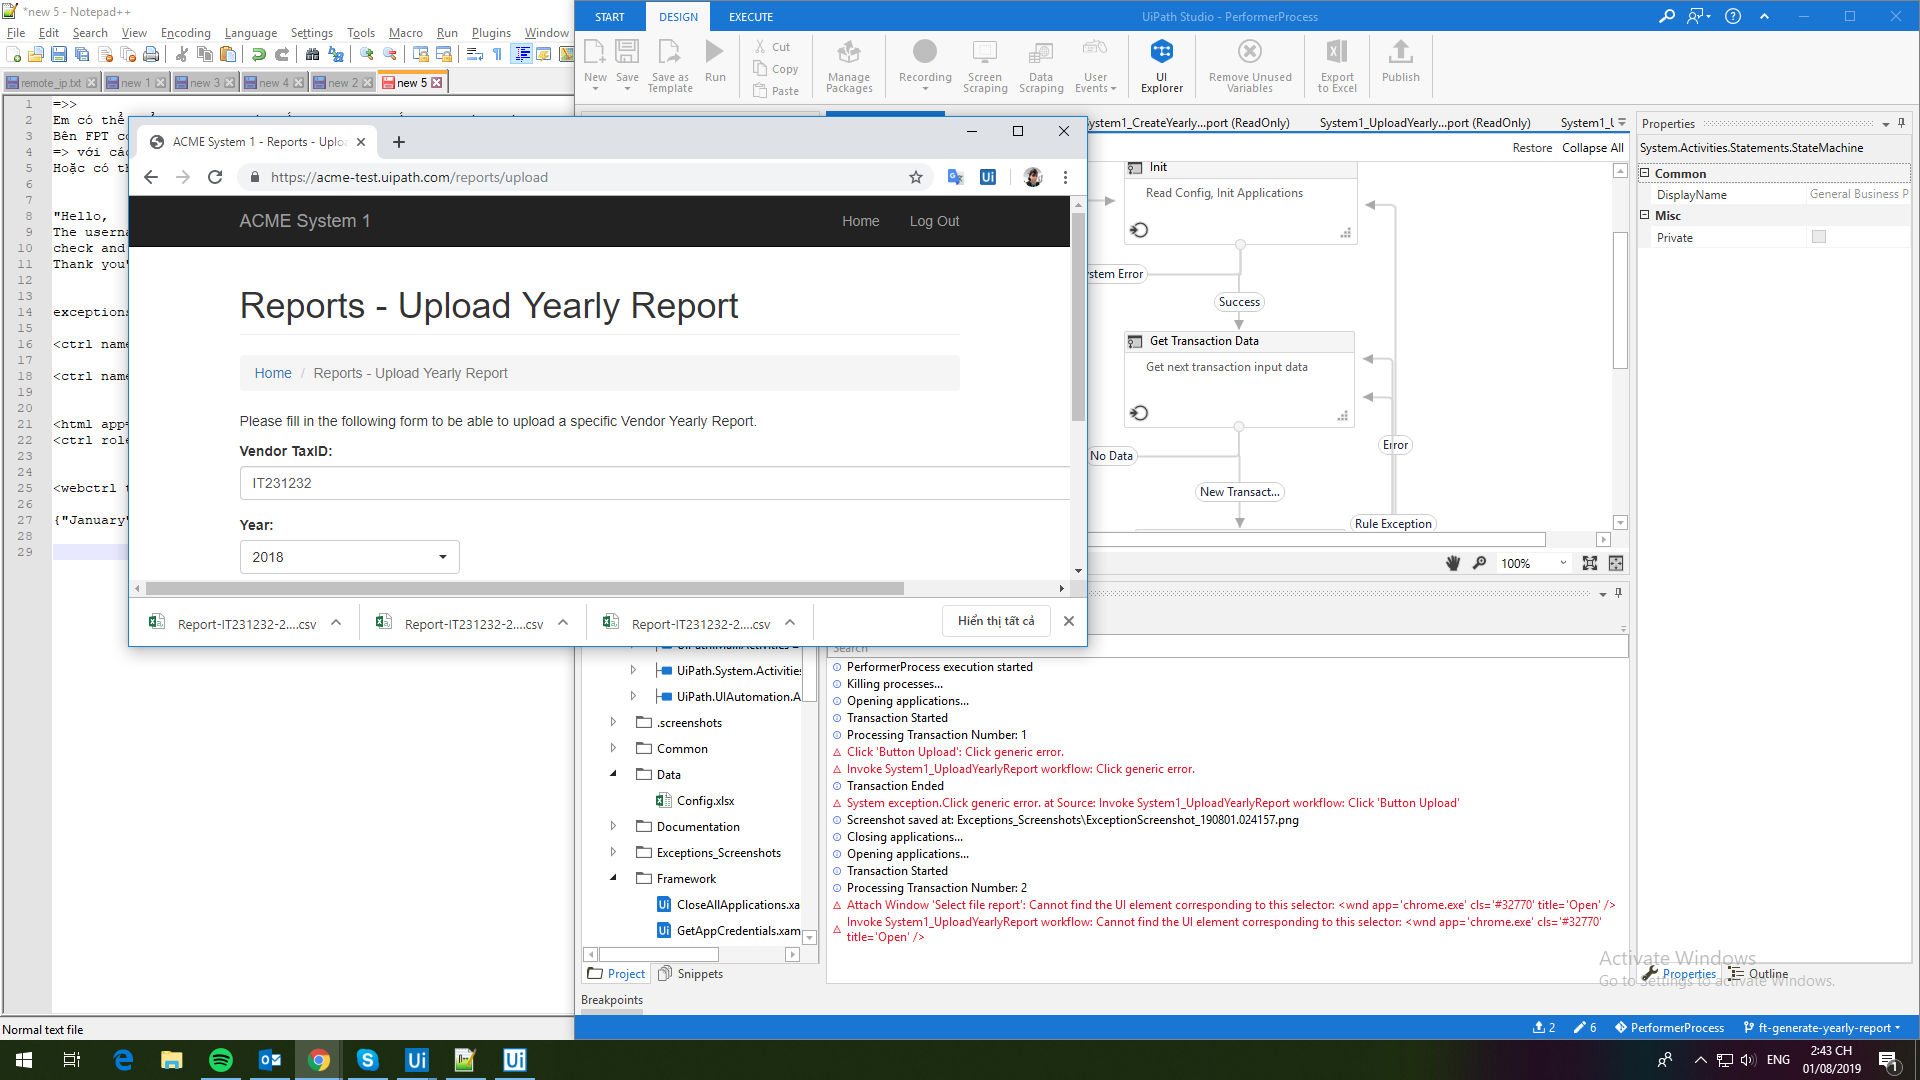 *new 5 - Notepad++
File Edit Search View Encoding Language Settings Tools Macro Run Plugins Window
remote_ip.txt new 1 new 3 new 4 new 2 new 5
1 =>>
2 Em có thể
3 Bên FPT
4 => với
5 Hoặc có
6
7
8 "Hello,
9 The
10 check and
11 Thank
12
13
14
15
16 <ctrl
17
18 <ctrl
19
20
21 <html
22 <ctrl
23
24
25 <webctrl
26
27 {"January"
28
29
Normal text file
ACME System 1 - Reports - Uplo
https://acme-test.uipath.com/reports/upload
ACME System 1 Home Log Out
Reports - Upload Yearly Report
Home / Reports - Upload Yearly Report
Please fill in the following form to be able to upload a specific Vendor Yearly Report.
Vendor TaxID:
IT231232
Year:
2018
Report-IT231232-2....csv Report-IT231232-2....csv Report-IT231232-2....csv Hiển thị tất cả
START DESIGN EXECUTE UiPath Studio - PerformerProcess
New Save Save as Template Run Cut Copy Paste Manage Packages Recording Screen Scraping Data Scraping User Events UI Explorer Remove Unused Variables Export to Excel Publish
ystem1_CreateYearly...port (ReadOnly) System1_UploadYearly...port (ReadOnly) System1_U
Restore Collapse All
Init
Read Config, Init Applications
stem Error
Success
Get Transaction Data
Get next transaction input data
No Data
Error
New Transact...
Rule Exception
100%
Properties
System.Activities.Statements.StateMachine
Common
DisplayName General Business P
Misc
Private
Search
UiPath.System.Activitie
UiPath.UIAutomation.A
.screenshots
Common
Data
Config.xlsx
Documentation
Exceptions_Screenshots
Framework
CloseAllApplications.xa
GetAppCredentials.xam
Project Snippets
Breakpoints
PerformerProcess execution started
Killing processes...
Opening applications...
Transaction Started
Processing Transaction Number: 1
Click 'Button Upload': Click generic error.
Invoke System1_UploadYearlyReport workflow: Click generic error.
Transaction Ended
System exception.Click generic error. at Source: Invoke System1_UploadYearlyReport workflow: Click 'Button Upload'
Screenshot saved at: Exceptions_Screenshots\ExceptionScreenshot_190801.024157.png
Closing applications...
Opening applications...
Transaction Started
Processing Transaction Number: 2
Attach Window 'Select file report': Cannot find the UI element corresponding to this selector: <wnd app='chrome.exe' cls='#32770' title='Open' />
Invoke System1_UploadYearlyReport workflow: Cannot find the UI element corresponding to this selector: <wnd app='chrome.exe' cls='#32770'
title='Open' />
Activate Windows
Go to Settings to activate Windows.
Properties Outline
2 6 PerformerProcess ft-generate-yearly-report
ENG 2:43 CH
01/08/2019
1